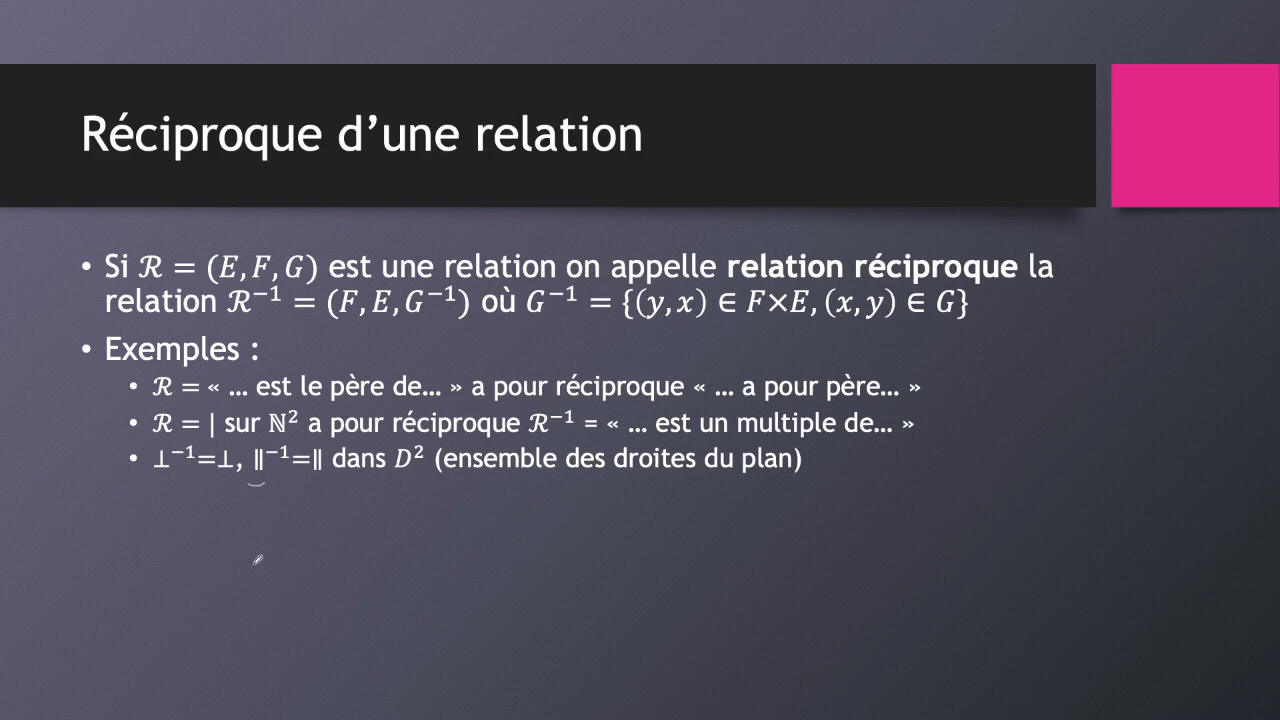 Réciproque d’une relation
• Si ℛ = (𝐸, 𝐹, 𝐺) est une relation on appelle relation réciproque la
relation ℛ⁻¹ = (𝐹, 𝐸, 𝐺⁻¹) où 𝐺⁻¹ = {(𝑦, 𝑥) ∈ 𝐹×𝐸, (𝑥, 𝑦) ∈ 𝐺}
• Exemples :
• ℛ = « … est le père de… » a pour réciproque « … a pour père… »
• ℛ = | sur ℕ² a pour réciproque ℛ⁻¹ = « … est un multiple de… »
• ⊥⁻¹=⊥, ∥⁻¹=∥ dans 𝐷² (ensemble des droites du plan)